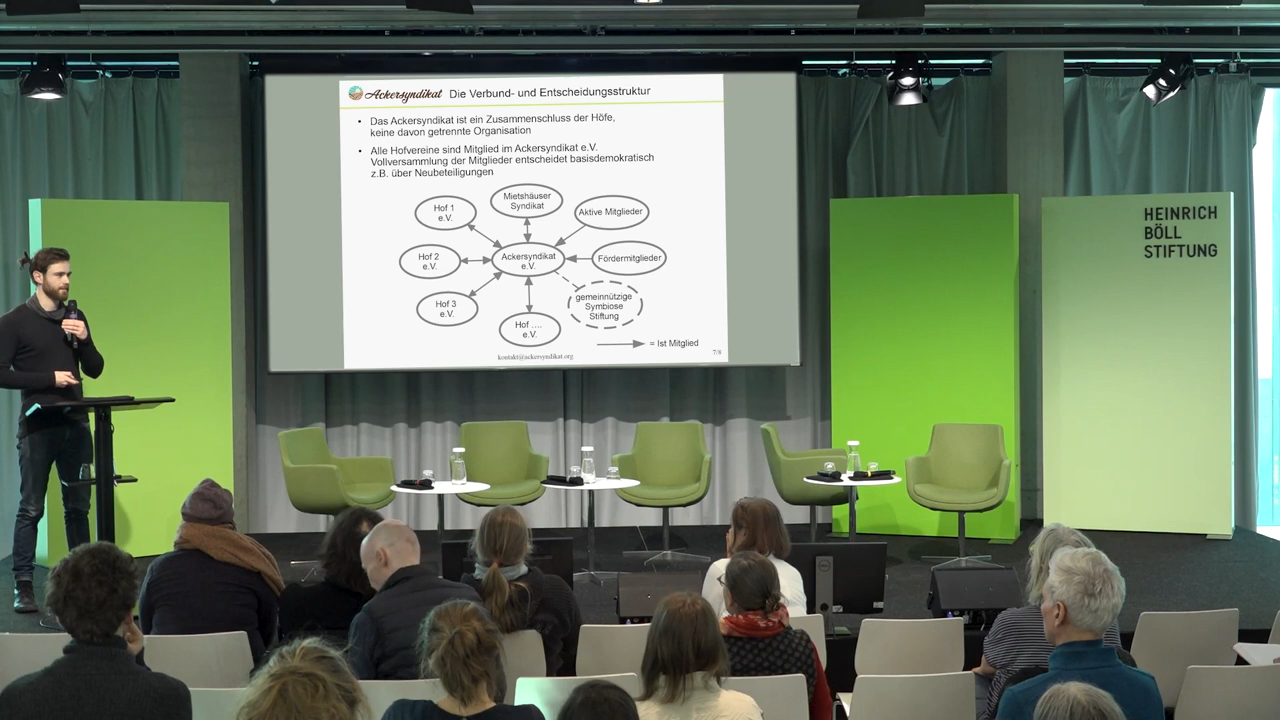 Ackersyndikat Die Verbund- und Entscheidungsstruktur
• Das Ackersyndikat ist ein Zusammenschluss der Höfe,
keine davon getrennte Organisation
• Alle Hofvereine sind Mitglied im Ackersyndikat e.V.
Vollversammlung der Mitglieder entscheidet basisdemokratisch
z.B. über Neubeteiligungen
Mietshäuser
Syndikat
Hof 1
e.V.
Aktive Mitglieder
Hof 2
e.V.
Ackersyndikat
e.V.
Fördermitglieder
Hof 3
e.V.
gemeinnützige
Symbiose
Stiftung
Hof ....
e.V.
= Ist Mitglied
kontakt@ackersyndikat.org
7/8
HEINRICH
BÖLL
STIFTUNG